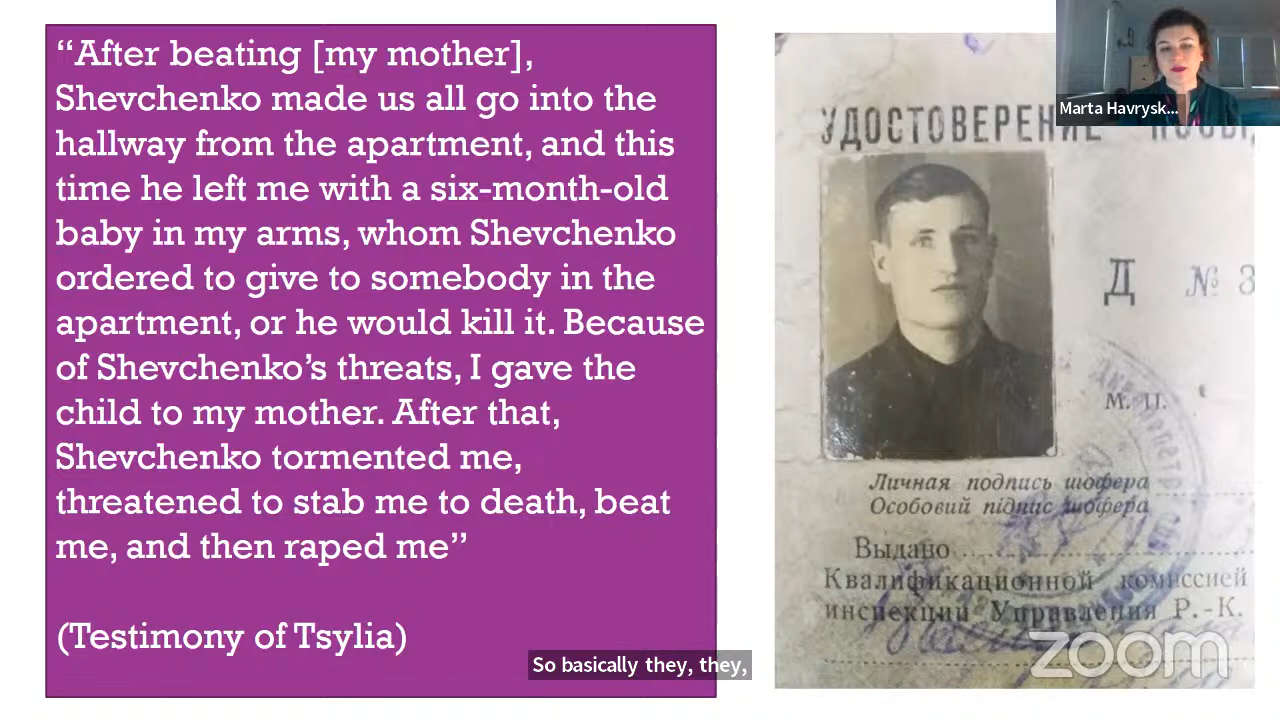 “After beating [my mother],
Shevchenko made us all go into the
hallway from the apartment, and this
time he left me with a six-month-old
baby in my arms, whom Shevchenko
ordered to give to somebody in the
apartment, or he would kill it. Because
of Shevchenko’s threats, I gave the
child to my mother. After that,
Shevchenko tormented me,
threatened to stab me to death, beat
me, and then raped me”
(Testimony of Tsylia)
So basically they, they,
Marta Havrysk...
УДОСТОВЕРЕНИЕ
Д № 3
М. П.
Личная подпись шофера
Особовий підпис шофера
Выдано
Квалификационной комиссией
инспекции Управления Р.-К.
zoom